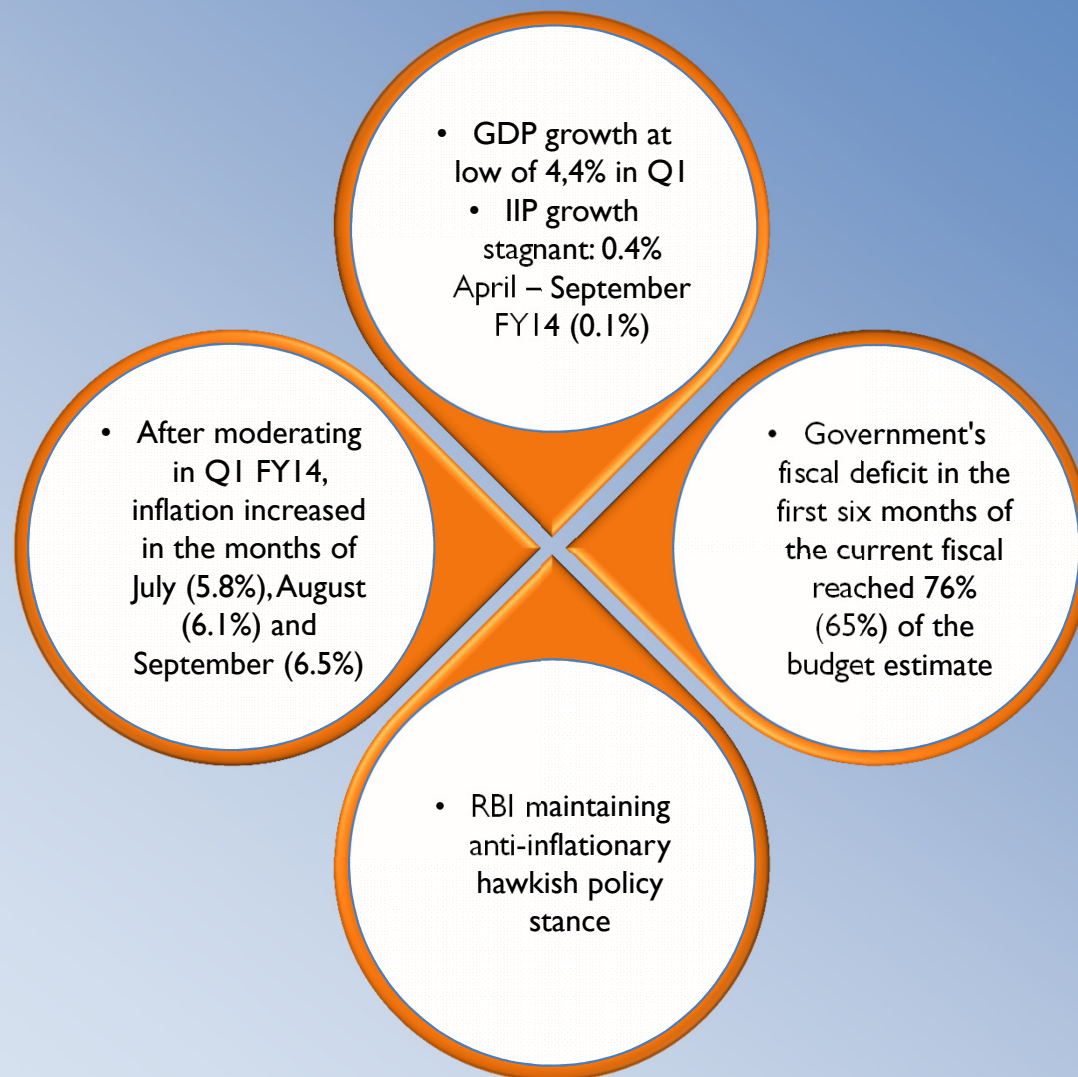 • GDP growth at
low of 4,4% in Q1
• IIP growth
stagnant: 0.4%
April – September
FY14 (0.1%)
• After moderating
in Q1 FY14,
inflation increased
in the months of
July (5.8%), August
(6.1%) and
September (6.5%)
• Government's
fiscal deficit in the
first six months of
the current fiscal
reached 76%
(65%) of the
budget estimate
• RBI maintaining
anti-inflationary
hawkish policy
stance